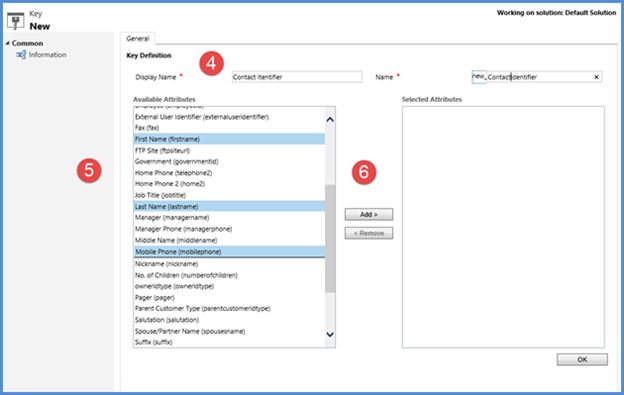 Key
New
Working on solution: Default Solution
Common
Information
General
Key Definition
4
Display Name *
Contact Itentifier
Name *
new_ContactIdentifier
×
Available Attributes
Selected Attributes
Employee (employeeid)
External User Identifier (externaluseridentifier)
Fax (fax)
First Name (firstname)
FTP Site (ftpsiteurl)
Government (governmentid)
Home Phone (telephone2)
Home Phone 2 (home2)
Job Title (jobtitle)
Last Name (lastname)
Manager (managername)
Manager Phone (managerphone)
Middle Name (middlename)
Mobile Phone (mobilephone)
Nickname (nickname)
No. of Children (numberofchildren)
owneridtype (owneridtype)
Pager (pager)
Parent Customer Type (parentcustomeridtype)
Salutation (salutation)
Spouse/Partner Name (spousesname)
Suffix (suffix)
5
6
Add >
< Remove
OK